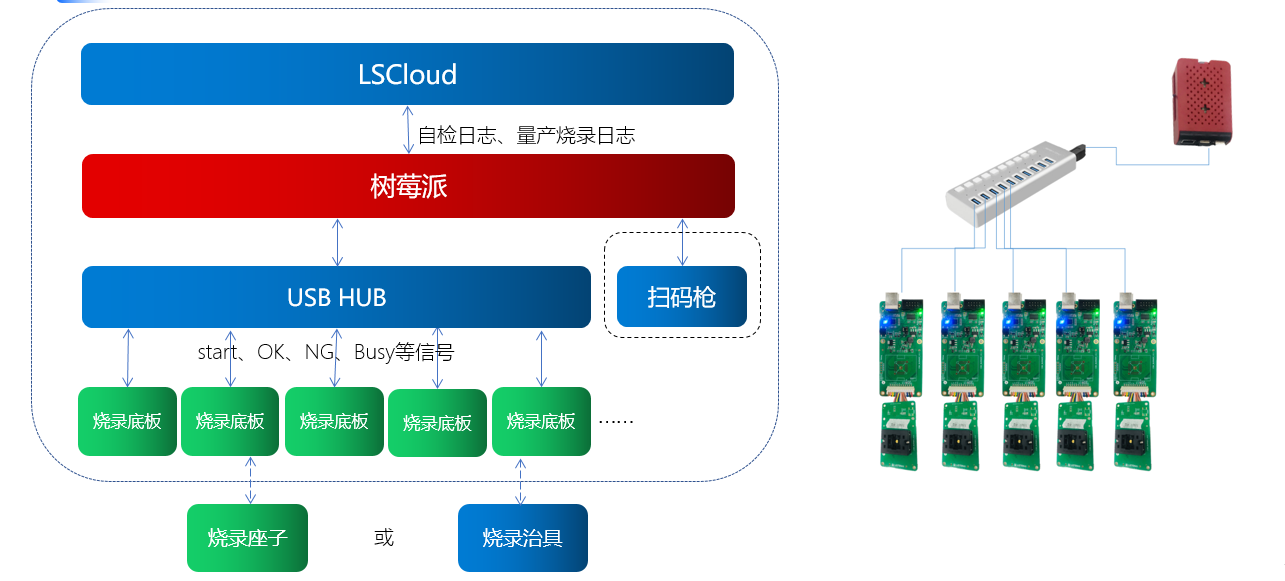 LSCloud
自检日志、量产烧录日志
树莓派
USB HUB
扫码枪
start、OK、NG、Busy等信号
烧录底板
烧录底板
烧录底板
烧录底板
烧录底板
……
烧录座子
或
烧录治具